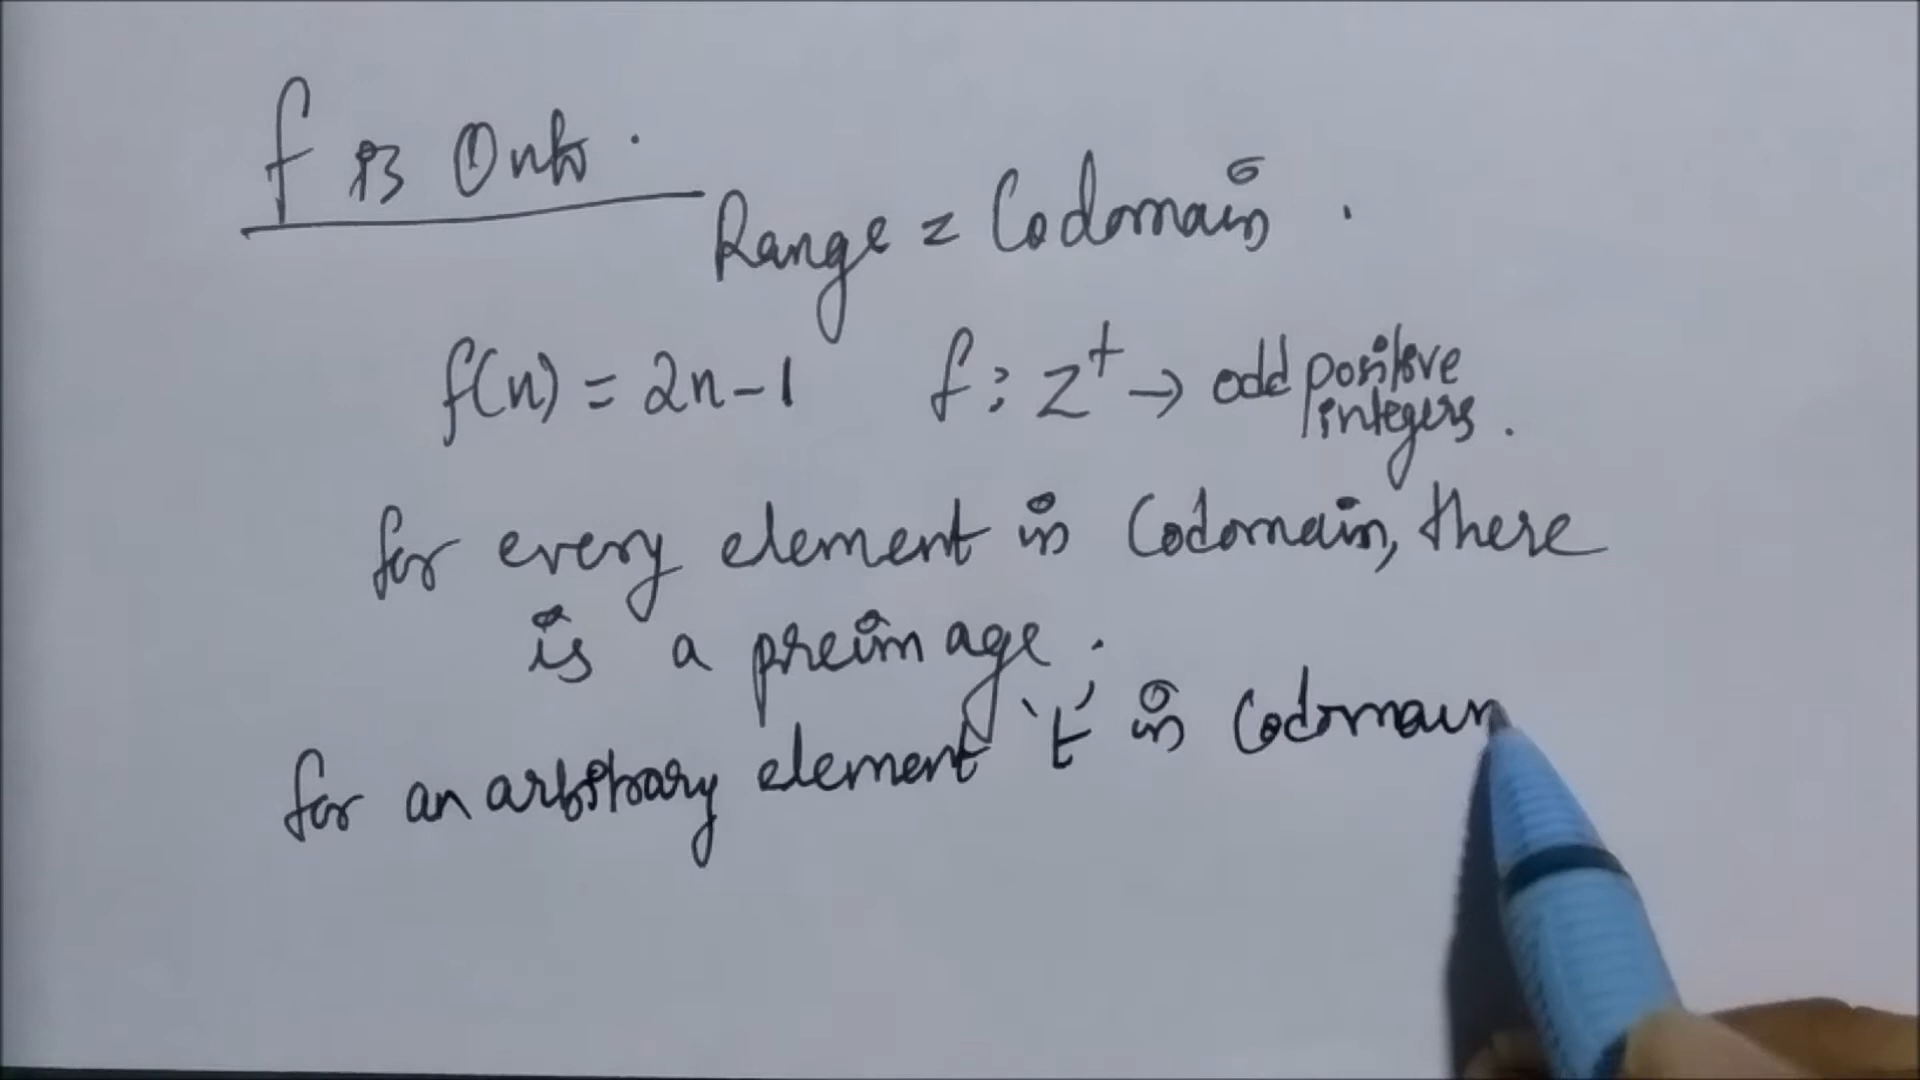 f is Onto.
Range = Codomain.
f(n) = 2n-1 f: Z⁺ → odd positive integers.
for every element in Codomain, there
is a preimage.
for an arbitrary element 't' in Codomain